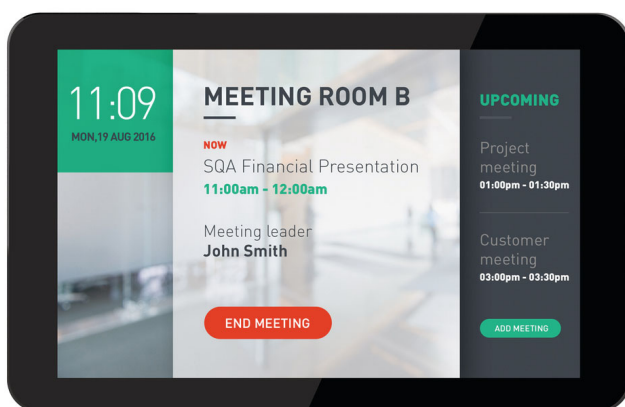 11:09
MON,19 AUG 2016
MEETING ROOM B
NOW
SQA Financial Presentation
11:00am - 12:00am
Meeting leader
John Smith
END MEETING
UPCOMING
Project
meeting
01:00pm - 01:30pm
Customer
meeting
03:00pm - 03:30pm
ADD MEETING